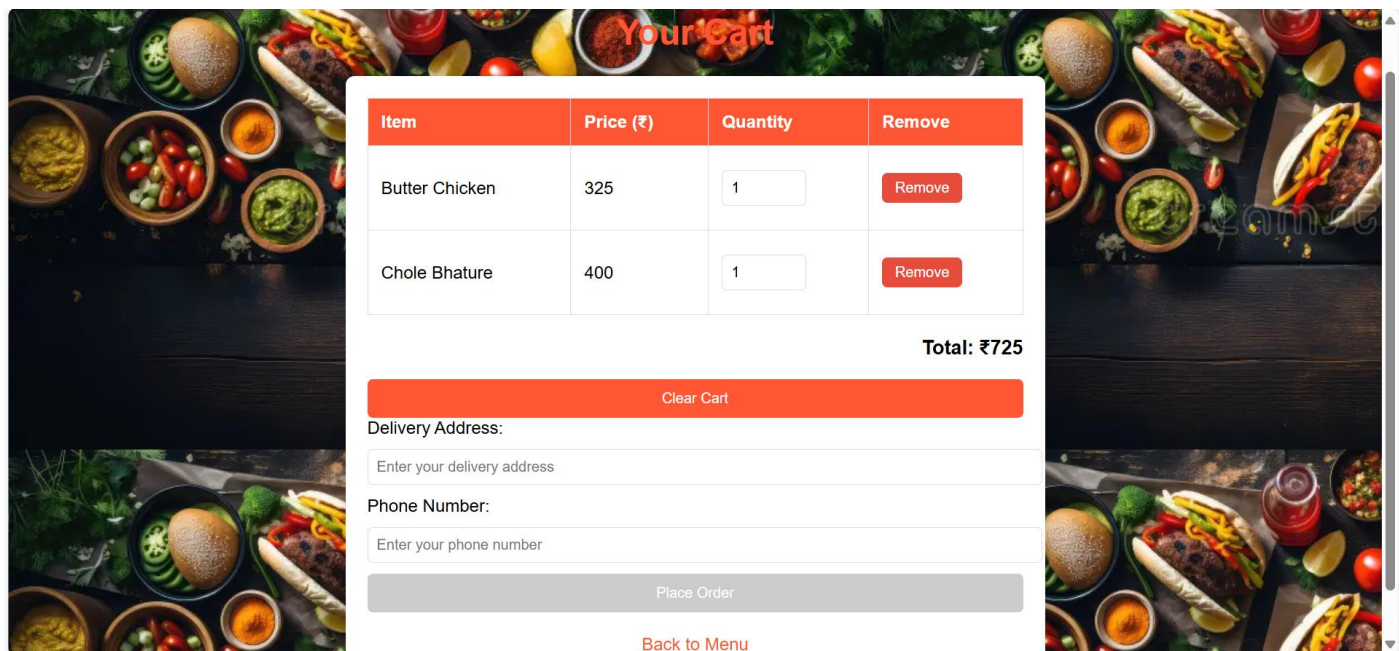 Your Cart
Item Price (₹) Quantity Remove
Butter Chicken 325 1 Remove
Chole Bhature 400 1 Remove
Total: ₹725
Clear Cart
Delivery Address:
Enter your delivery address
Phone Number:
Enter your phone number
Place Order
Back to Menu